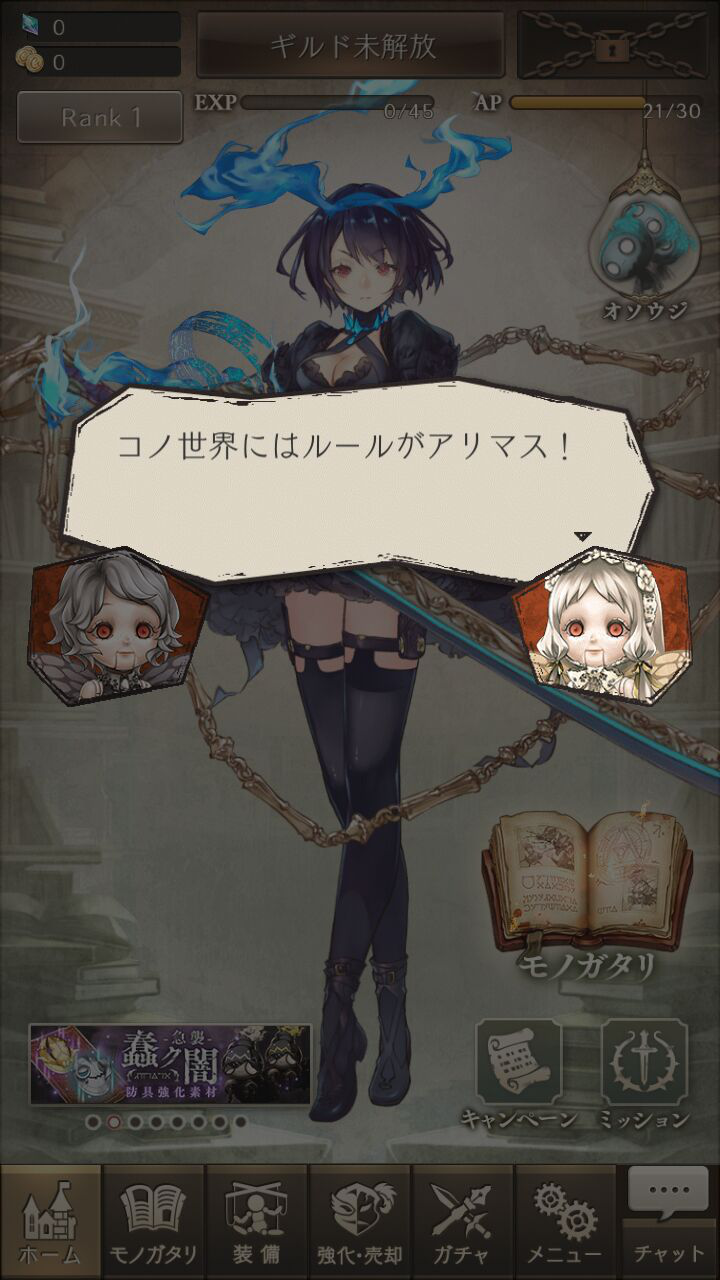 0
ギルド未解放
0
Rank 1
EXP
0/45
AP
21/30
オソウジ
コノ世界にはルールがアリマス!
モノガタリ
-急襲-
蠢ク闇
防具強化素材
キャンペーン
ミッション
ホーム
モノガタリ
装備
強化・売却
ガチャ
メニュー
チャット